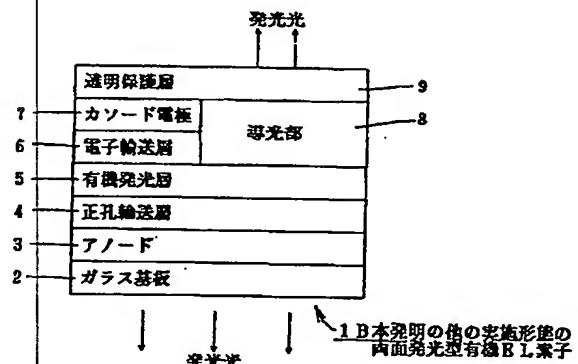 発光光
透明保護層 9
7 カソード電極
導光部 8
6 電子輸送層
5 有機発光層
4 正孔輸送層
3 アノード
2 ガラス基板
発光光
1B本発明の他の実施形態の
両面発光型有機EL素子